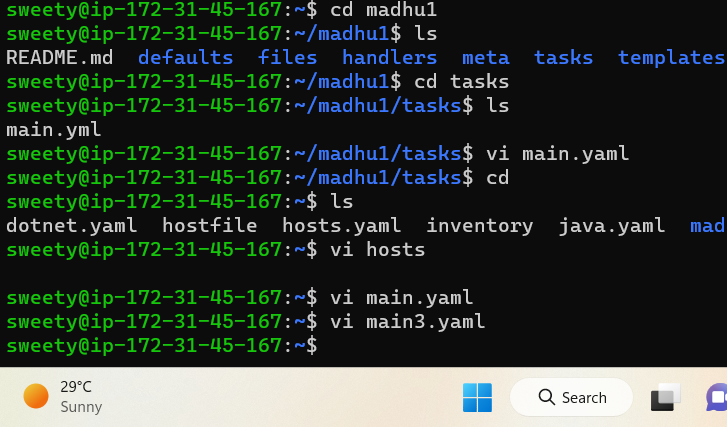 sweety@ip-172-31-45-167:~$ cd madhu1
sweety@ip-172-31-45-167:~/madhu1$ ls
README.md  defaults  files  handlers  meta  tasks  templates
sweety@ip-172-31-45-167:~/madhu1$ cd tasks
sweety@ip-172-31-45-167:~/madhu1/tasks$ ls
main.yml
sweety@ip-172-31-45-167:~/madhu1/tasks$ vi main.yaml
sweety@ip-172-31-45-167:~/madhu1/tasks$ cd
sweety@ip-172-31-45-167:~$ ls
dotnet.yaml  hostfile  hosts.yaml  inventory  java.yaml  mad
sweety@ip-172-31-45-167:~$ vi hosts
sweety@ip-172-31-45-167:~$ vi main.yaml
sweety@ip-172-31-45-167:~$ vi main3.yaml
sweety@ip-172-31-45-167:~$
29°C
Sunny
Search